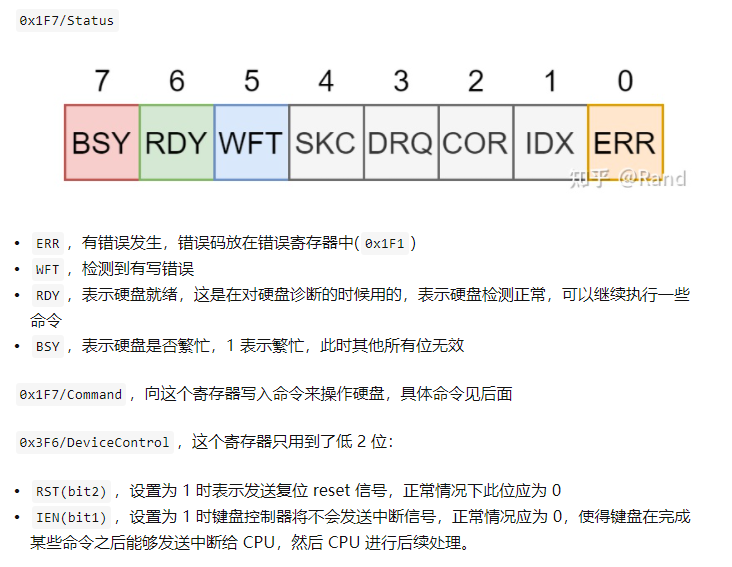 0x1F7/Status
7 6 5 4 3 2 1 0
BSY RDY WFT SKC DRQ COR IDX ERR
知乎 @Rand
• ERR，有错误发生，错误码放在错误寄存器中( 0x1F1 )
• WFT，检测到有写错误
• RDY，表示硬盘就绪，这是在对硬盘诊断的时候用的，表示硬盘检测正常，可以继续执行一些
命令
• BSY，表示硬盘是否繁忙，1 表示繁忙，此时其他所有位无效
0x1F7/Command，向这个寄存器写入命令来操作硬盘，具体命令见后面
0x3F6/DeviceControl，这个寄存器只用到了低 2 位：
• RST(bit2)，设置为 1 时表示发送复位 reset 信号，正常情况下此位应为 0
• IEN(bit1)，设置为 1 时键盘控制器将不会发送中断信号，正常情况应为 0，使得键盘在完成
某些命令之后能够发送中断给 CPU，然后 CPU 进行后续处理。